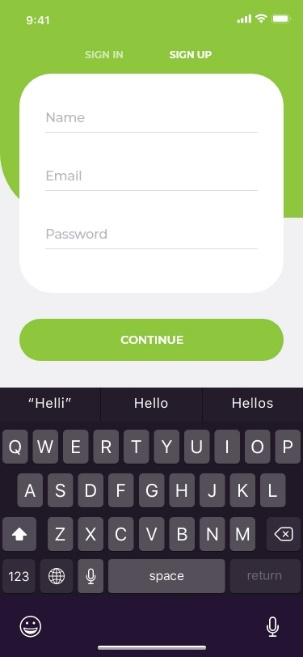 9:41
SIGN IN SIGN UP
Name
Email
Password
CONTINUE
“Helli” Hello Hellos
Q W E R T Y U I O P
A S D F G H J K L
Z X C V B N M
123 space return